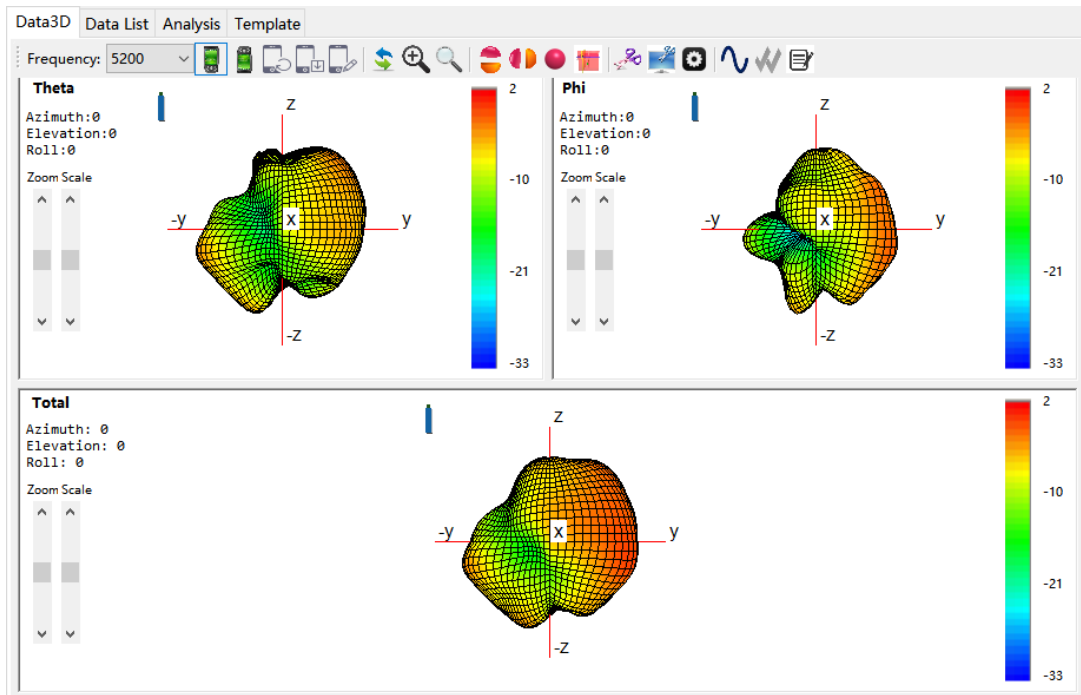 Data3D Data List Analysis Template
Frequency: 5200
Theta
Azimuth:0
Elevation:0
Roll:0
Zoom Scale
Z
-y
X
y
-Z
2
-10
-21
-33
Phi
Azimuth:0
Elevation:0
Roll:0
Zoom Scale
Z
-y
X
y
-Z
2
-10
-21
-33
Total
Azimuth: 0
Elevation: 0
Roll: 0
Zoom Scale
Z
-y
X
y
-Z
2
-10
-21
-33